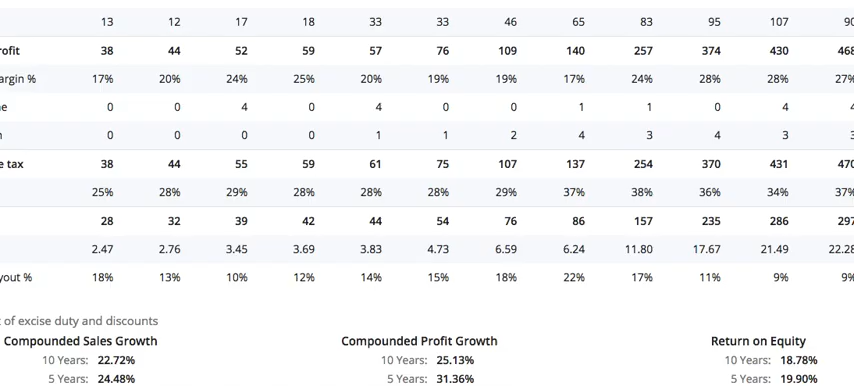 13 12 17 18 33 33 46 65 83 95 107 90
rofit 38 44 52 59 57 76 109 140 257 374 430 468
argin % 17% 20% 24% 25% 20% 19% 19% 17% 24% 28% 28% 27%
ne 0 0 4 0 4 0 0 1 1 0 4 4
n 0 0 0 0 1 1 2 4 3 4 3 3
e tax 38 44 55 59 61 75 107 137 254 370 431 470
25% 28% 29% 28% 28% 28% 29% 37% 38% 36% 34% 37%
28 32 39 42 44 54 76 86 157 235 286 297
2.47 2.76 3.45 3.69 3.83 4.73 6.59 6.24 11.80 17.67 21.49 22.28
yout % 18% 13% 10% 12% 14% 15% 18% 22% 17% 11% 9% 9%
t of excise duty and discounts
Compounded Sales Growth Compounded Profit Growth Return on Equity
10 Years: 22.72% 10 Years: 25.13% 10 Years: 18.78%
5 Years: 24.48% 5 Years: 31.36% 5 Years: 19.90%